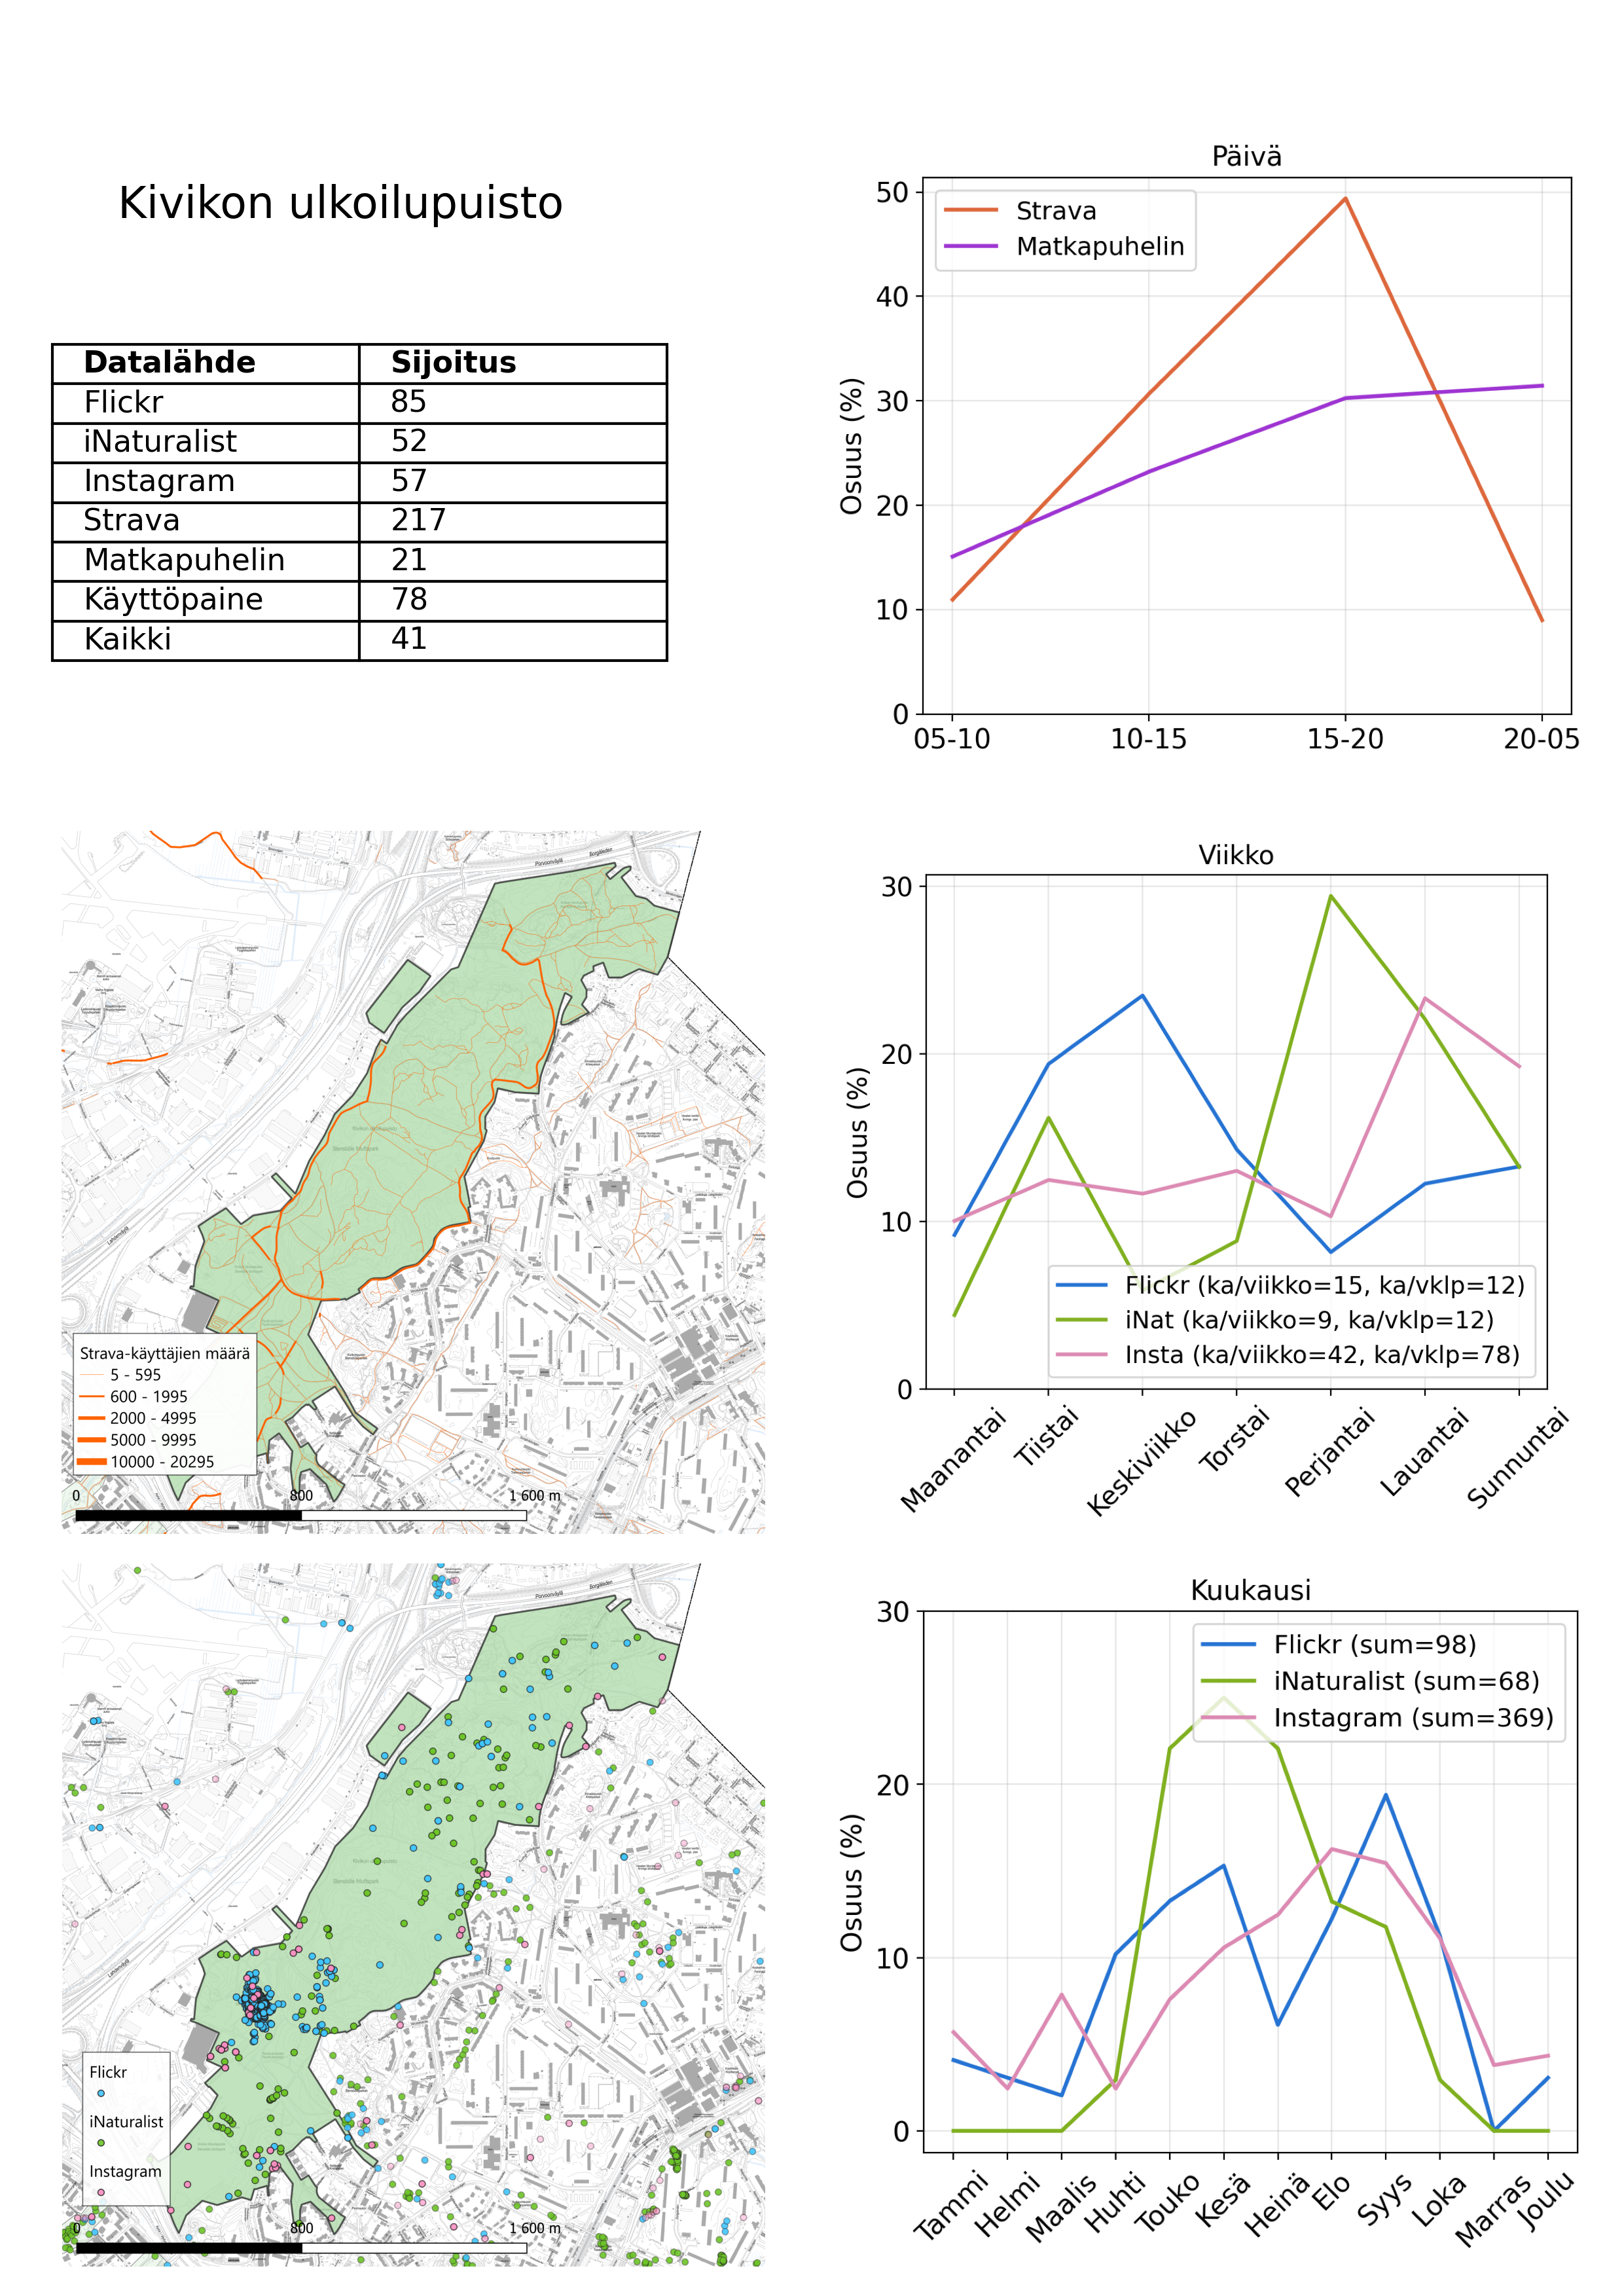 Kivikon ulkoilupuisto
Datalähde Sijoitus
Flickr 85
iNaturalist 52
Instagram 57
Strava 217
Matkapuhelin 21
Käyttöpaine 78
Kaikki 41
Päivä
Strava
Matkapuhelin
Osuus (%)
50
40
30
20
10
0
05-10 10-15 15-20 20-05
Porvoonväylä Borgåleden
Lahdenväylä
Strava-käyttäjien määrä
5 - 595
600 - 1995
2000 - 4995
5000 - 9995
10000 - 20295
0 800 1 600 m
Viikko
Osuus (%)
30
20
10
0
Flickr (ka/viikko=15, ka/vklp=12)
iNat (ka/viikko=9, ka/vklp=12)
Insta (ka/viikko=42, ka/vklp=78)
Maanantai Tiistai Keskiviikko Torstai Perjantai Lauantai Sunnuntai
Porvoonväylä Borgåleden
Lahdenväylä
Flickr
iNaturalist
Instagram
0 800 1 600 m
Kuukausi
Flickr (sum=98)
iNaturalist (sum=68)
Instagram (sum=369)
Osuus (%)
30
20
10
0
Tammi Helmi Maalis Huhti Touko Kesä Heinä Elo Syys Loka Marras Joulu